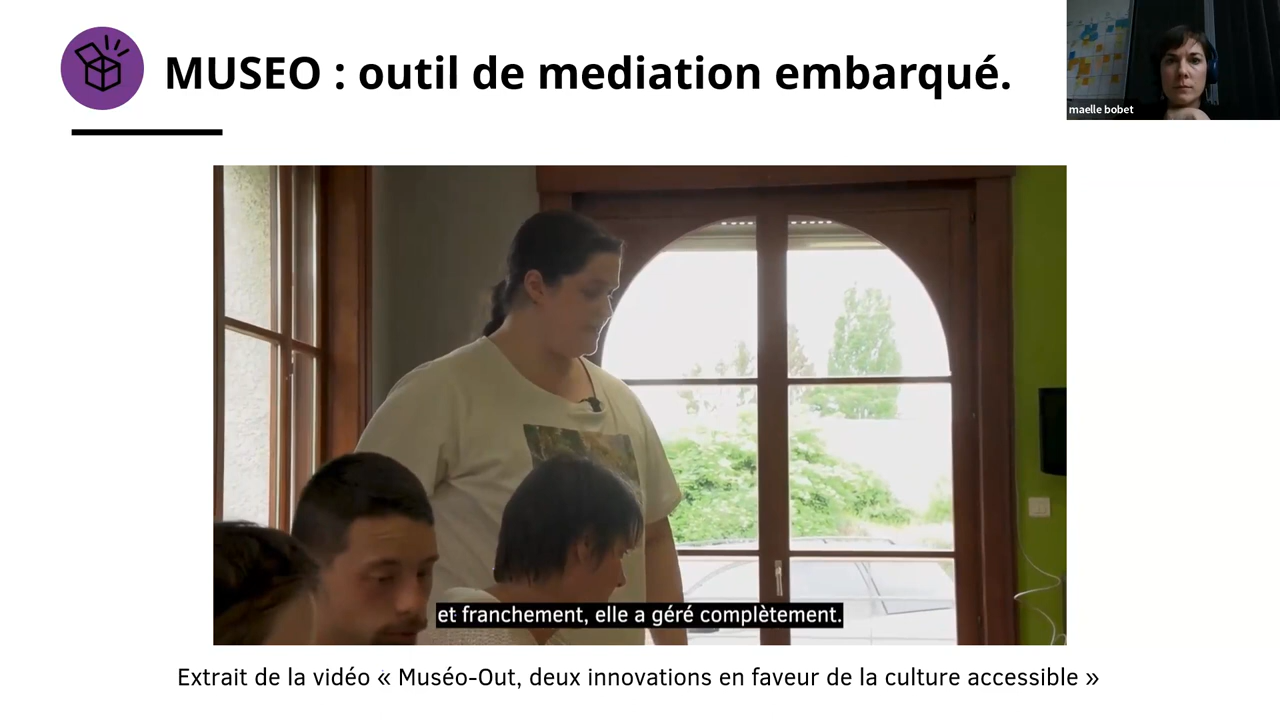 MUSEO : outil de mediation embarqué.
maelle bobet
et franchement, elle a géré complètement.
Extrait de la vidéo « Muséo-Out, deux innovations en faveur de la culture accessible »